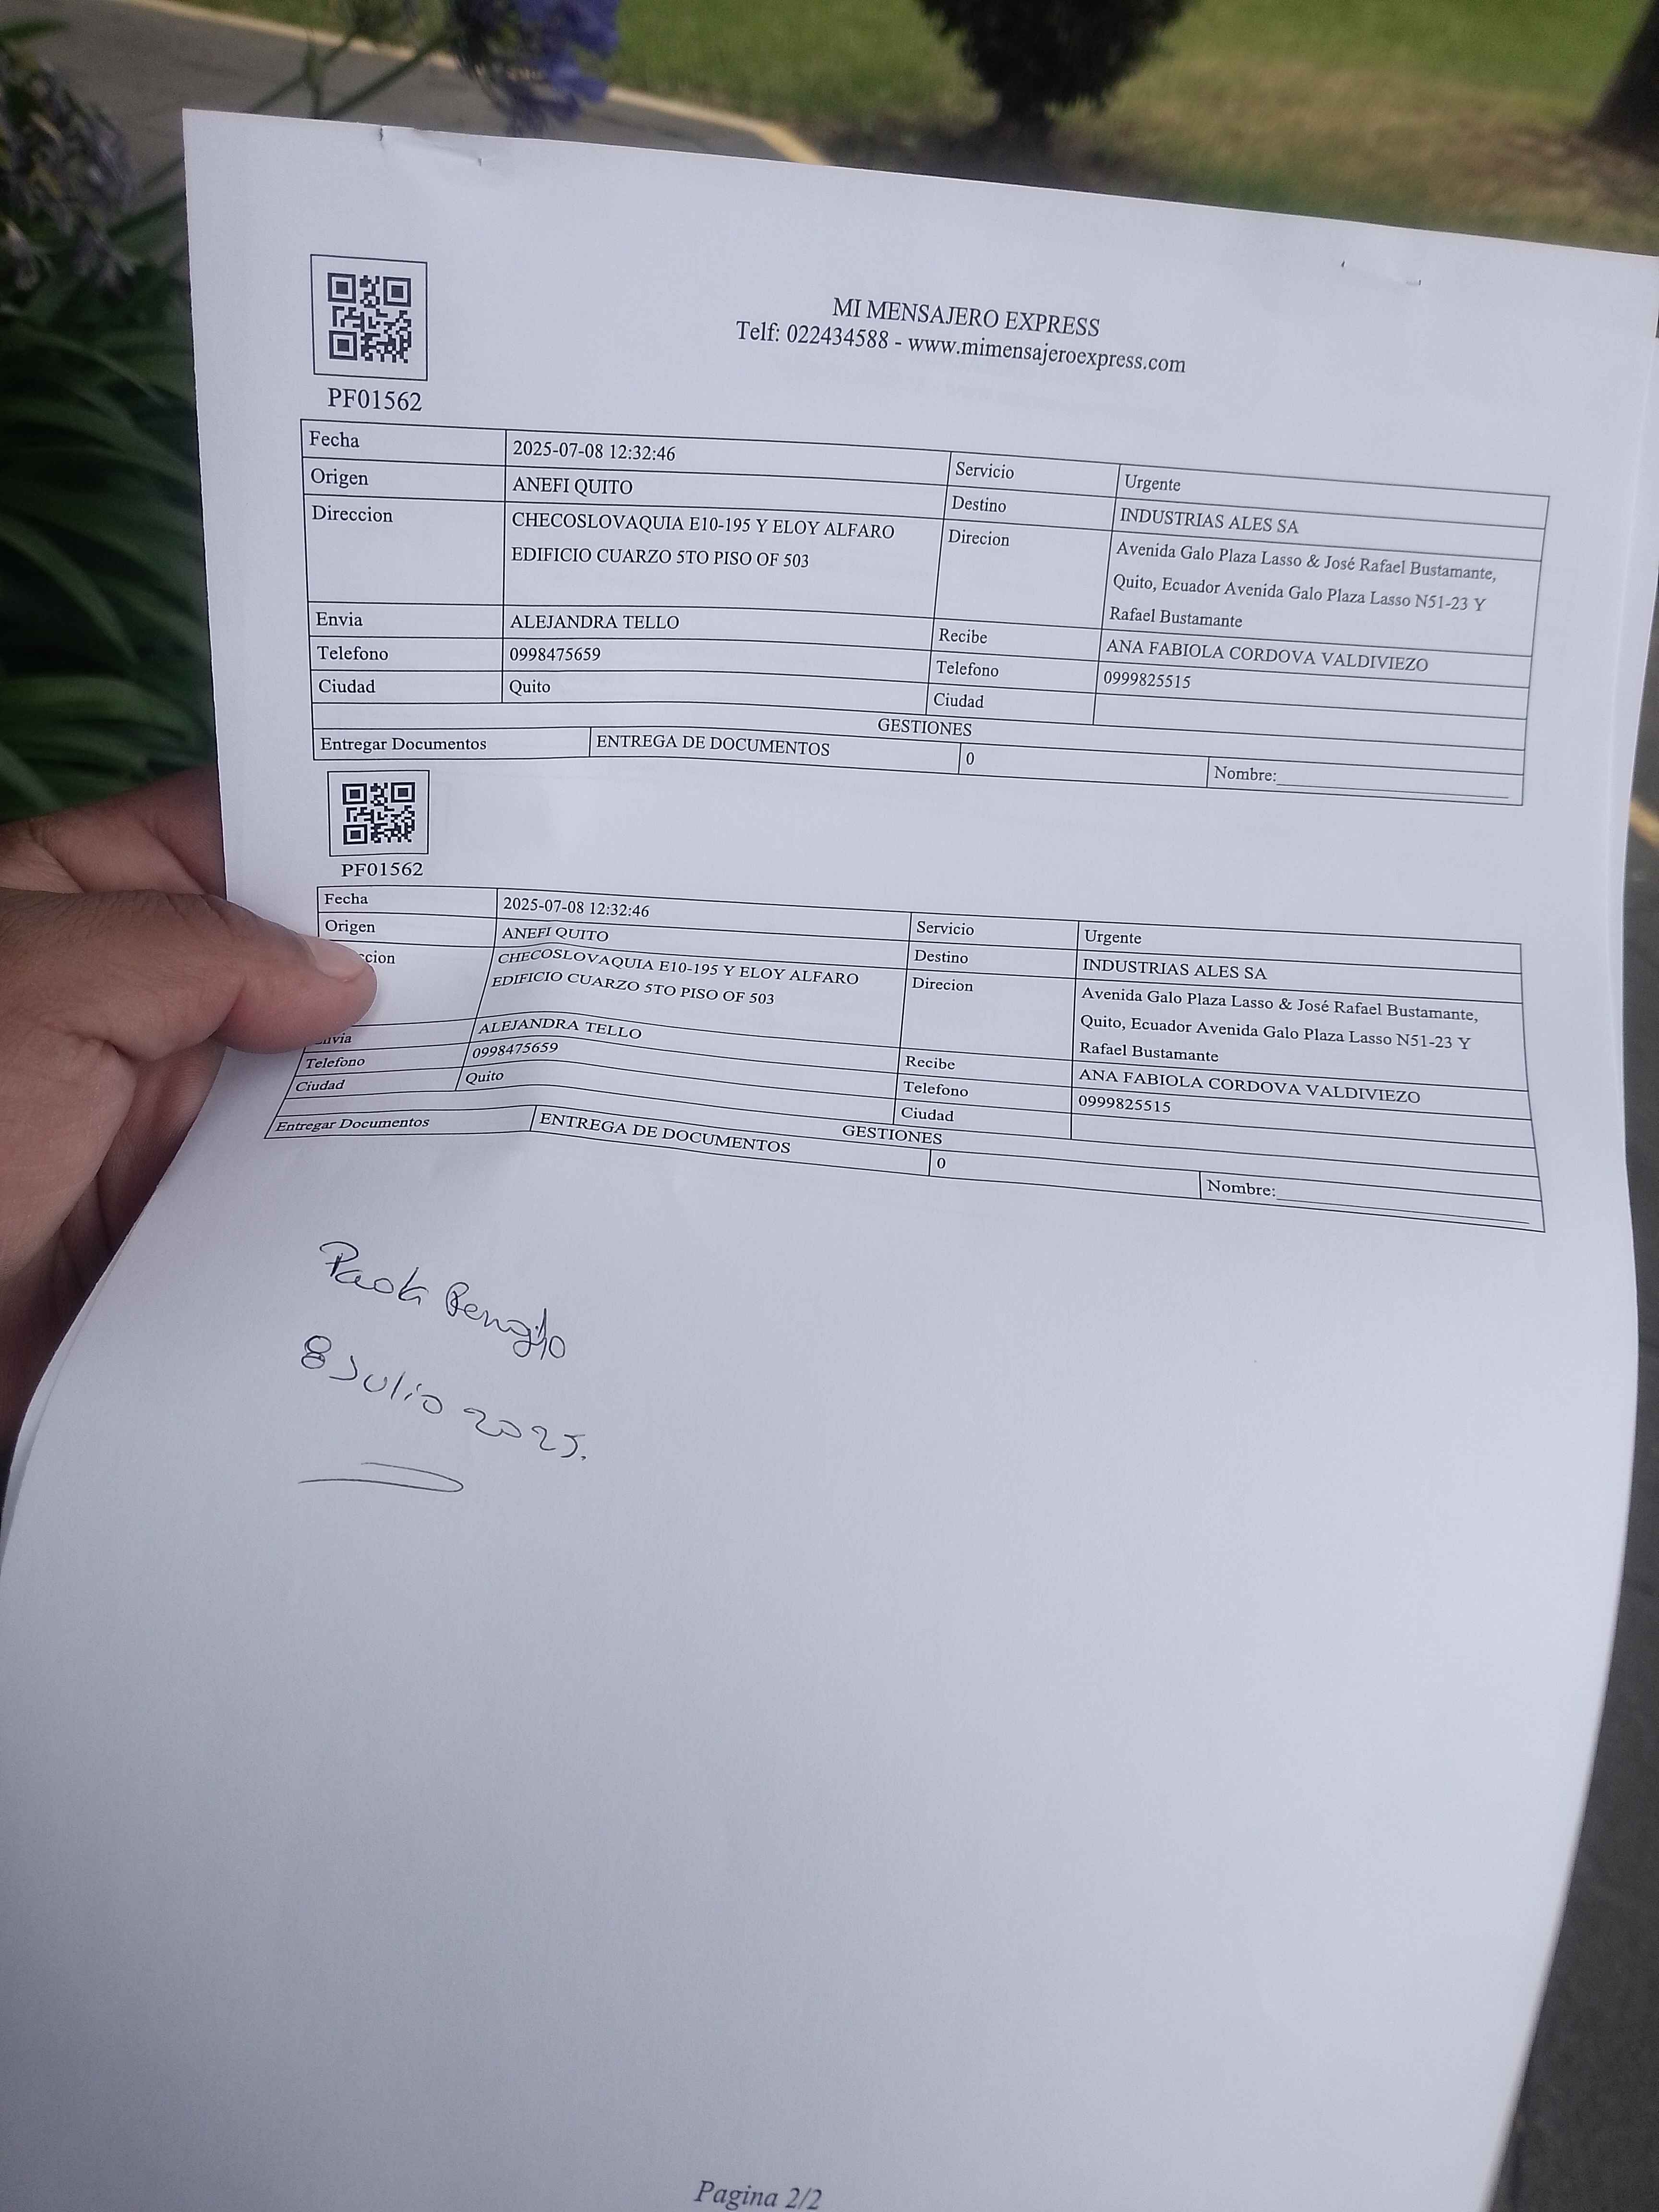 MI MENSAJERO EXPRESS
Telf: 022434588 - www.mimensajeroexpress.com
PF01562
Fecha 2025-07-08 12:32:46 Servicio Urgente
Origen ANEFI QUITO Destino INDUSTRIAS ALES SA
Direccion CHECOSLOVAQUIA E10-195 Y ELOY ALFARO Direcion Avenida Galo Plaza Lasso & José Rafael Bustamante,
EDIFICIO CUARZO 5TO PISO OF 503 Quito, Ecuador Avenida Galo Plaza Lasso N51-23 Y
Rafael Bustamante
Envia ALEJANDRA TELLO Recibe ANA FABIOLA CORDOVA VALDIVIEZO
Telefono 0998475659 Telefono 0999825515
Ciudad Quito Ciudad
GESTIONES
Entregar Documentos ENTREGA DE DOCUMENTOS 0 Nombre:
PF01562
Fecha 2025-07-08 12:32:46 Servicio Urgente
Origen ANEFI QUITO Destino INDUSTRIAS ALES SA
ccion CHECOSLOVAQUIA E10-195 Y ELOY ALFARO Direcion Avenida Galo Plaza Lasso & José Rafael Bustamante,
EDIFICIO CUARZO 5TO PISO OF 503 Quito, Ecuador Avenida Galo Plaza Lasso N51-23 Y
Rafael Bustamante
Envia ALEJANDRA TELLO Recibe ANA FABIOLA CORDOVA VALDIVIEZO
Telefono 0998475659 Telefono 0999825515
Ciudad Quito Ciudad
GESTIONES
Entregar Documentos ENTREGA DE DOCUMENTOS 0 Nombre:
Paola
8 Julio 2025.
Pagina 2/2